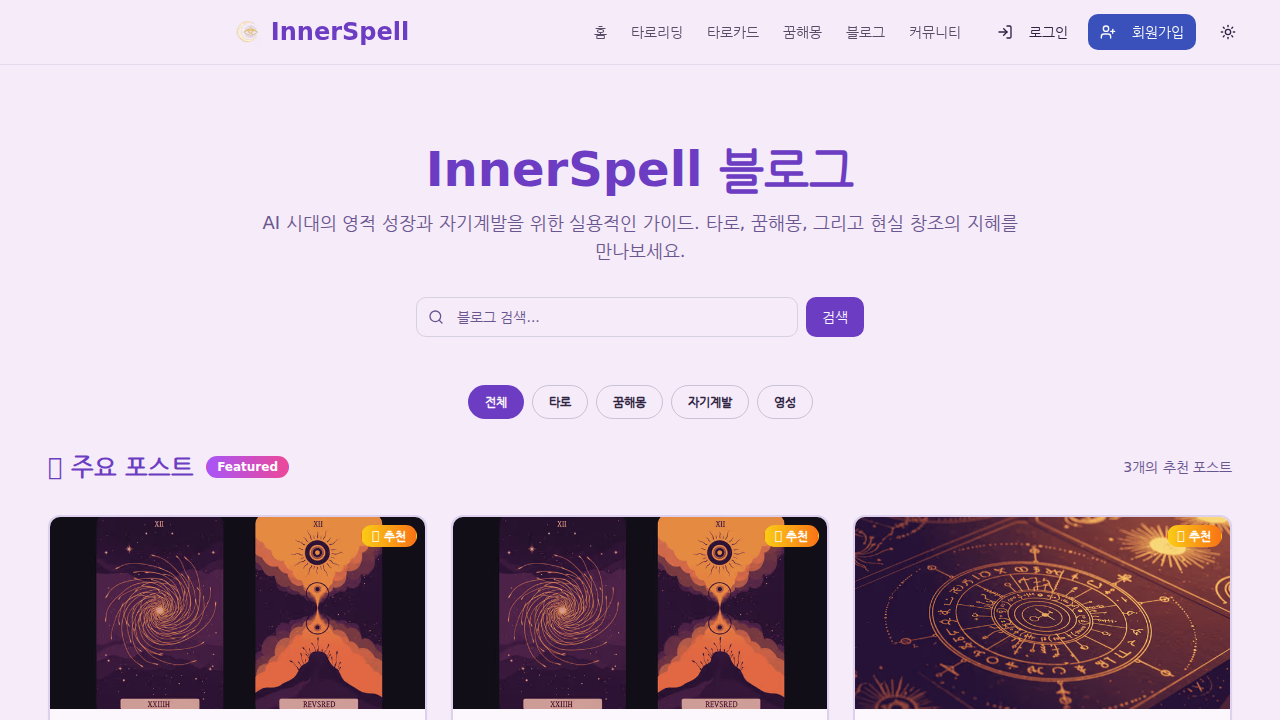 InnerSpell
홈
타로리딩
타로카드
꿈해몽
블로그
커뮤니티
로그인
회원가입
InnerSpell 블로그
AI 시대의 영적 성장과 자기계발을 위한 실용적인 가이드. 타로, 꿈해몽, 그리고 현실 창조의 지혜를
만나보세요.
블로그 검색...
검색
전체
타로
꿈해몽
자기계발
영성
주요 포스트
Featured
3개의 추천 포스트
XII
XII
추천
XXIIIH
REVSRED
XII
XII
추천
XXIIIH
REVSRED
추천